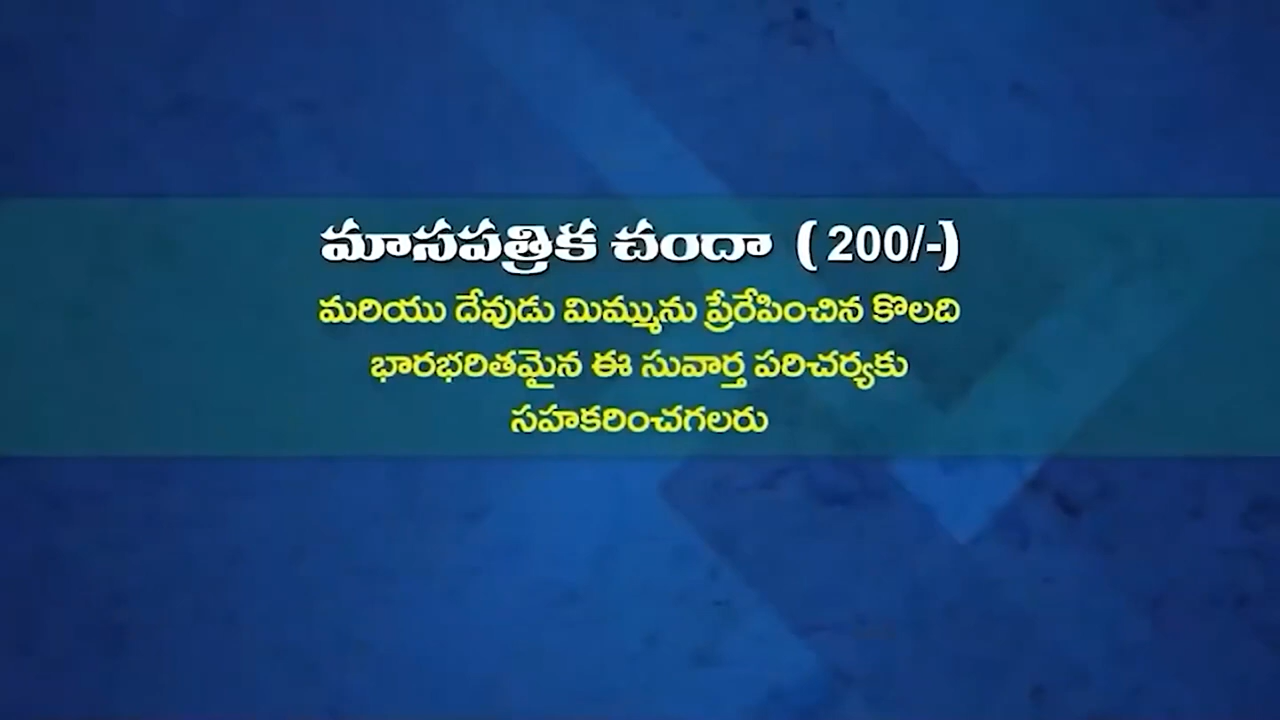 మాసపత్రిక చందా ( 200/-)
మరియు దేవుడు మిమ్మును ప్రేరేపించిన కొలది
భారభరితమైన ఈ సువార్త పరిచర్యకు
సహకరించగలరు